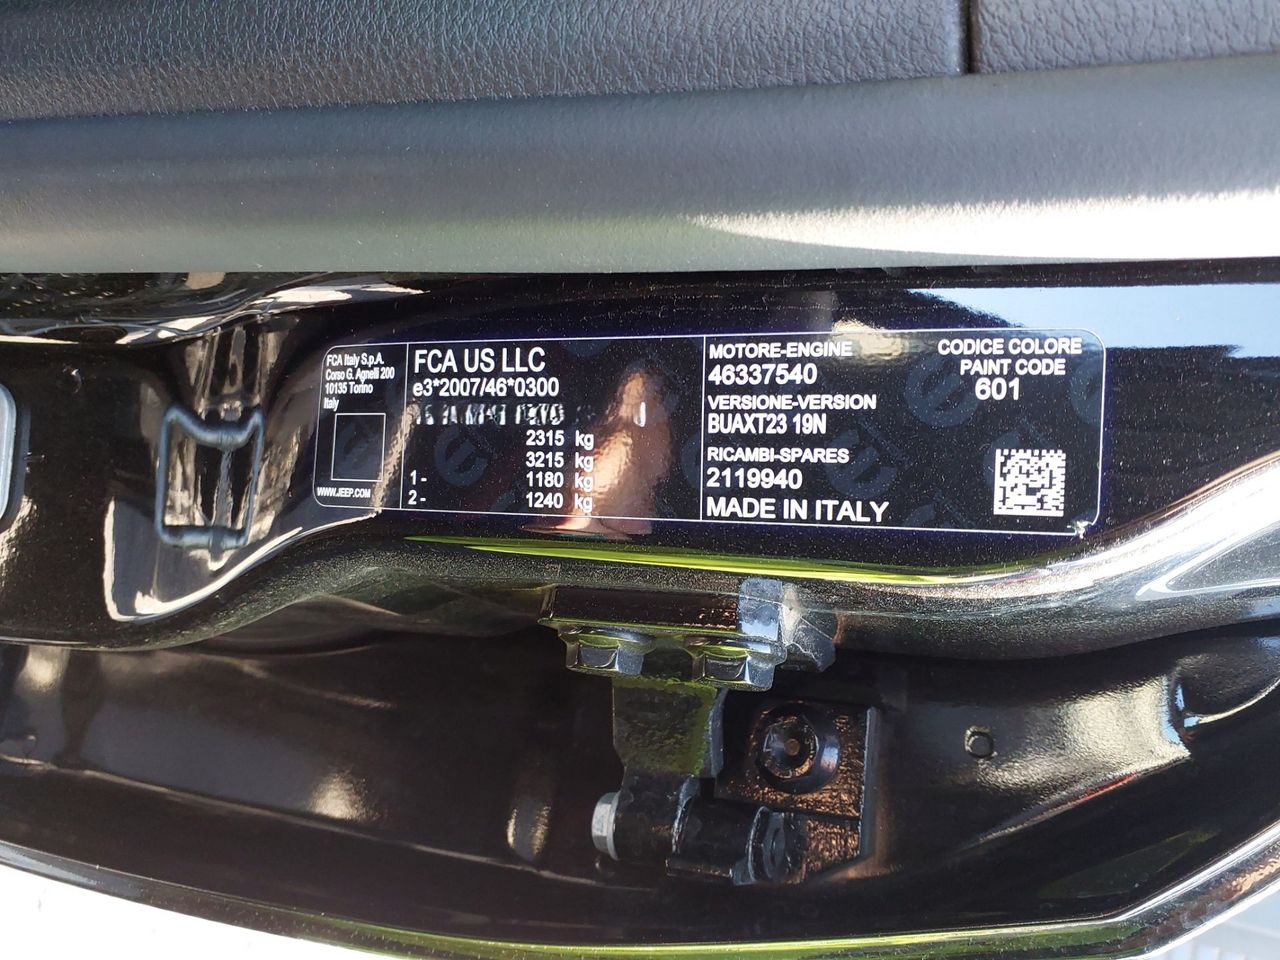 FCA Italy S.p.A.
Corso G. Agnelli 200
10135 Torino
Italy
WWW.JEEP.COM
FCA US LLC
e3*2007/46*0300
2315 kg
3215 kg
1- 1180 kg
2- 1240 kg
MOTORE-ENGINE
46337540
VERSIONE-VERSION
BUAXT23 19N
RICAMBI-SPARES
2119940
MADE IN ITALY
CODICE COLORE
PAINT CODE
601